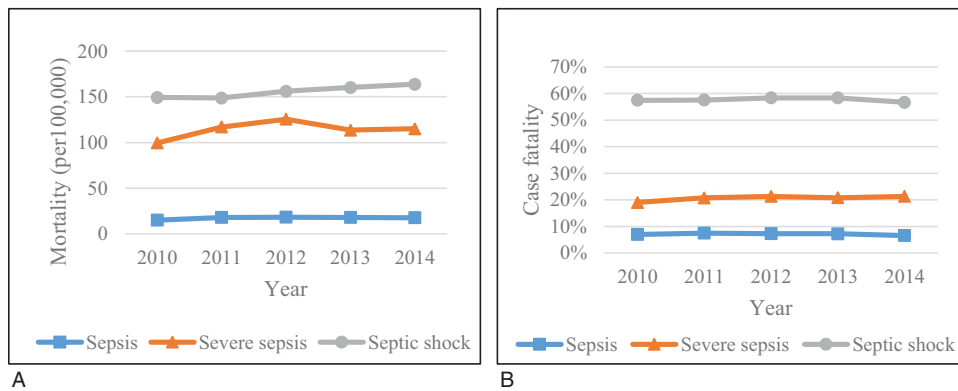 Mortality (per100,000)
200
150
100
50
0
2010 2011 2012 2013 2014
Year
Sepsis Severe sepsis Septic shock
A
Case fatality
70%
60%
50%
40%
30%
20%
10%
0%
2010 2011 2012 2013 2014
Year
Sepsis Severe sepsis Septic shock
B